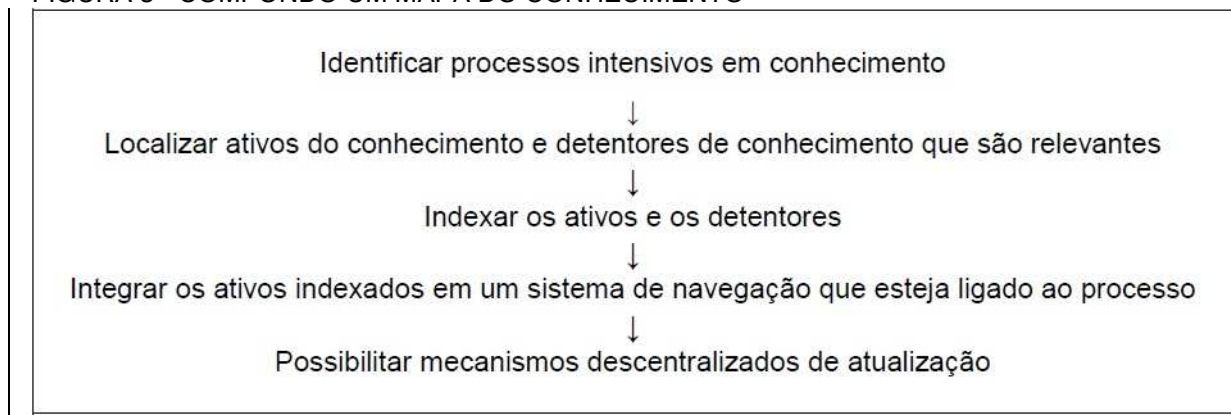 Identificar processos intensivos em conhecimento
↓
Localizar ativos do conhecimento e detentores de conhecimento que são relevantes
↓
Indexar os ativos e os detentores
↓
Integrar os ativos indexados em um sistema de navegação que esteja ligado ao processo
↓
Possibilitar mecanismos descentralizados de atualização